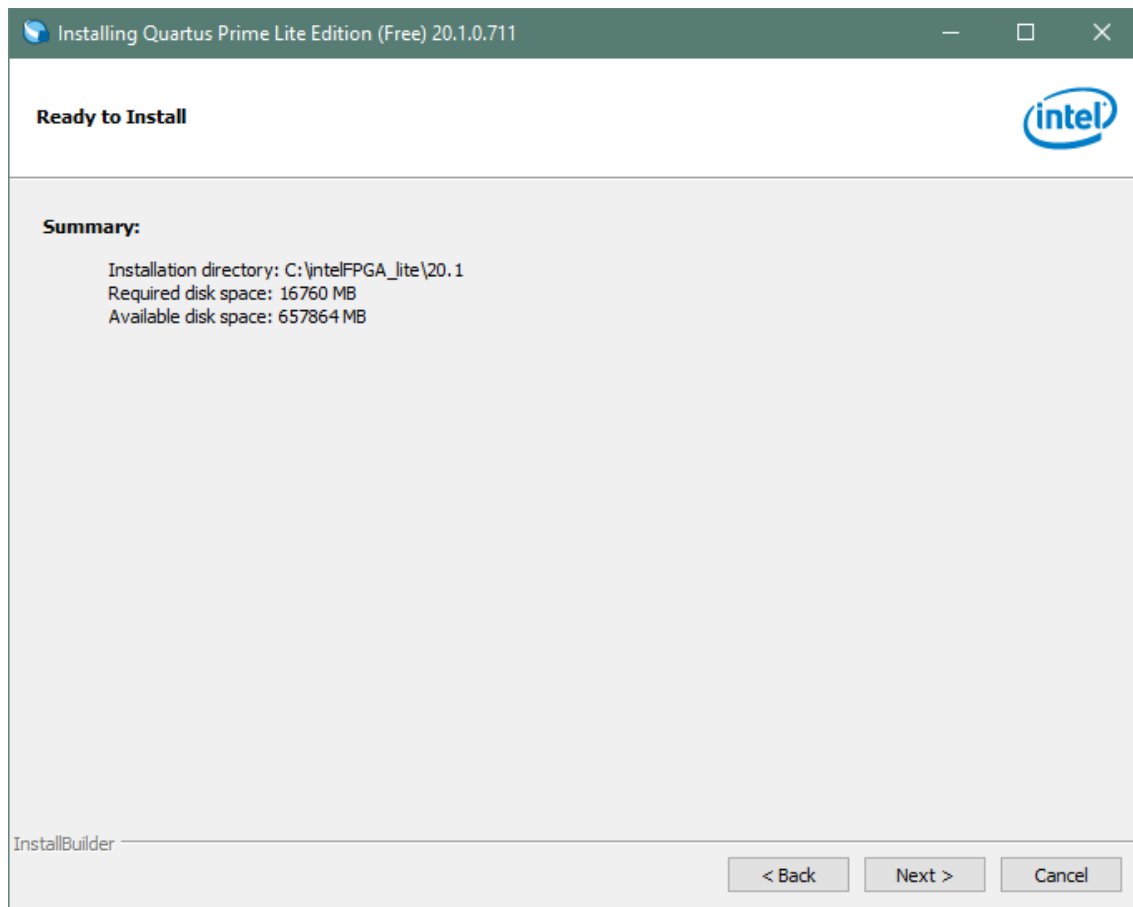 Installing Quartus Prime Lite Edition (Free) 20.1.0.711
Ready to Install
intel
Summary:
Installation directory: C:\intelFPGA_lite\20.1
Required disk space: 16760 MB
Available disk space: 657864 MB
InstallBuilder
< Back Next > Cancel